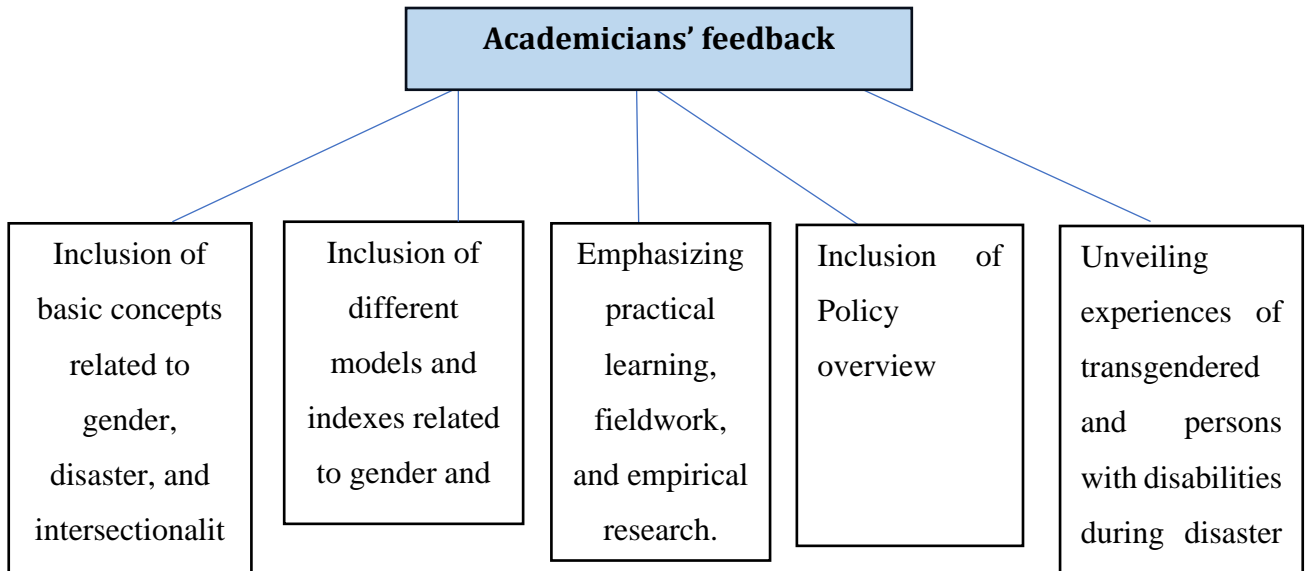 Academicians’ feedback
Inclusion of
basic concepts
related to
gender,
disaster, and
intersectionalit
Inclusion of
different
models and
indexes related
to gender and
Emphasizing
practical
learning,
fieldwork,
and empirical
research.
Inclusion of
Policy
overview
Unveiling
experiences of
transgendered
and persons
with disabilities
during disaster